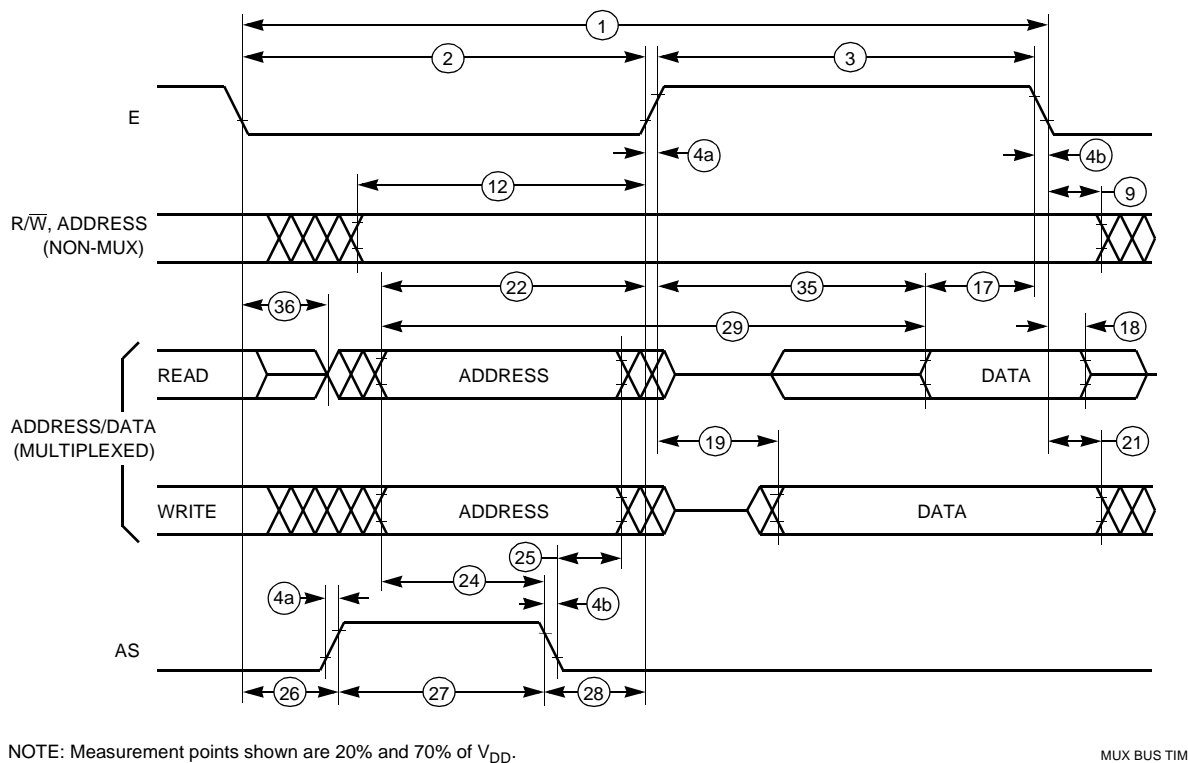 1
2
3
E
4a
4b
12
9
R/W̅, ADDRESS
(NON-MUX)
22
35
17
36
29
18
READ
ADDRESS
DATA
ADDRESS/DATA
(MULTIPLEXED)
19
21
WRITE
ADDRESS
DATA
25
24
4a
4b
AS
26
27
28
NOTE: Measurement points shown are 20% and 70% of V_DD.
MUX BUS TIM